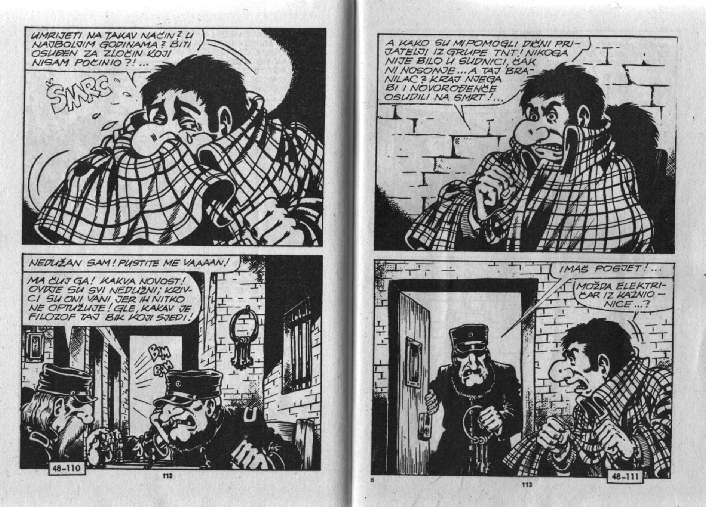 UMRIJETI NA TAKAV NAČIN? U
NAJBOLJIM GODINAMA? BITI
OSUĐEN ZA ZLOČIN KOJI
NISAM POČINIO?!...
ŠMRC
NEDUŽAN SAM! PUSTITE ME VAAAAN!
MA ČUJ GA! KAKVA NOVOST!
OVDJE SU SVI NEDUŽNI; KRIV-
CI SU ONI VANI JER IH NITKO
NE OPTUŽUJE! GLE, KAKAV JE
FILOZOF TAJ BIK KOJI SJEDI!
BIM
48-110
112
A KAKO SU MI POMOGLI DIČNI PRI-
JATELJI IZ GRUPE TNT! NIKOGA
NIJE BILO U SUDNICI, ČAK
NI NOSONJE... A TAJ BRA-
NILAC? KRAJ NJEGA
BI I NOVOROĐENČE
OSUDILI NA SMRT!...
IMAŠ POSJET!...
MOŽDA ELEKTRI-
ČAR IZ KAZNIO-
NICE...?
8
113
48-111